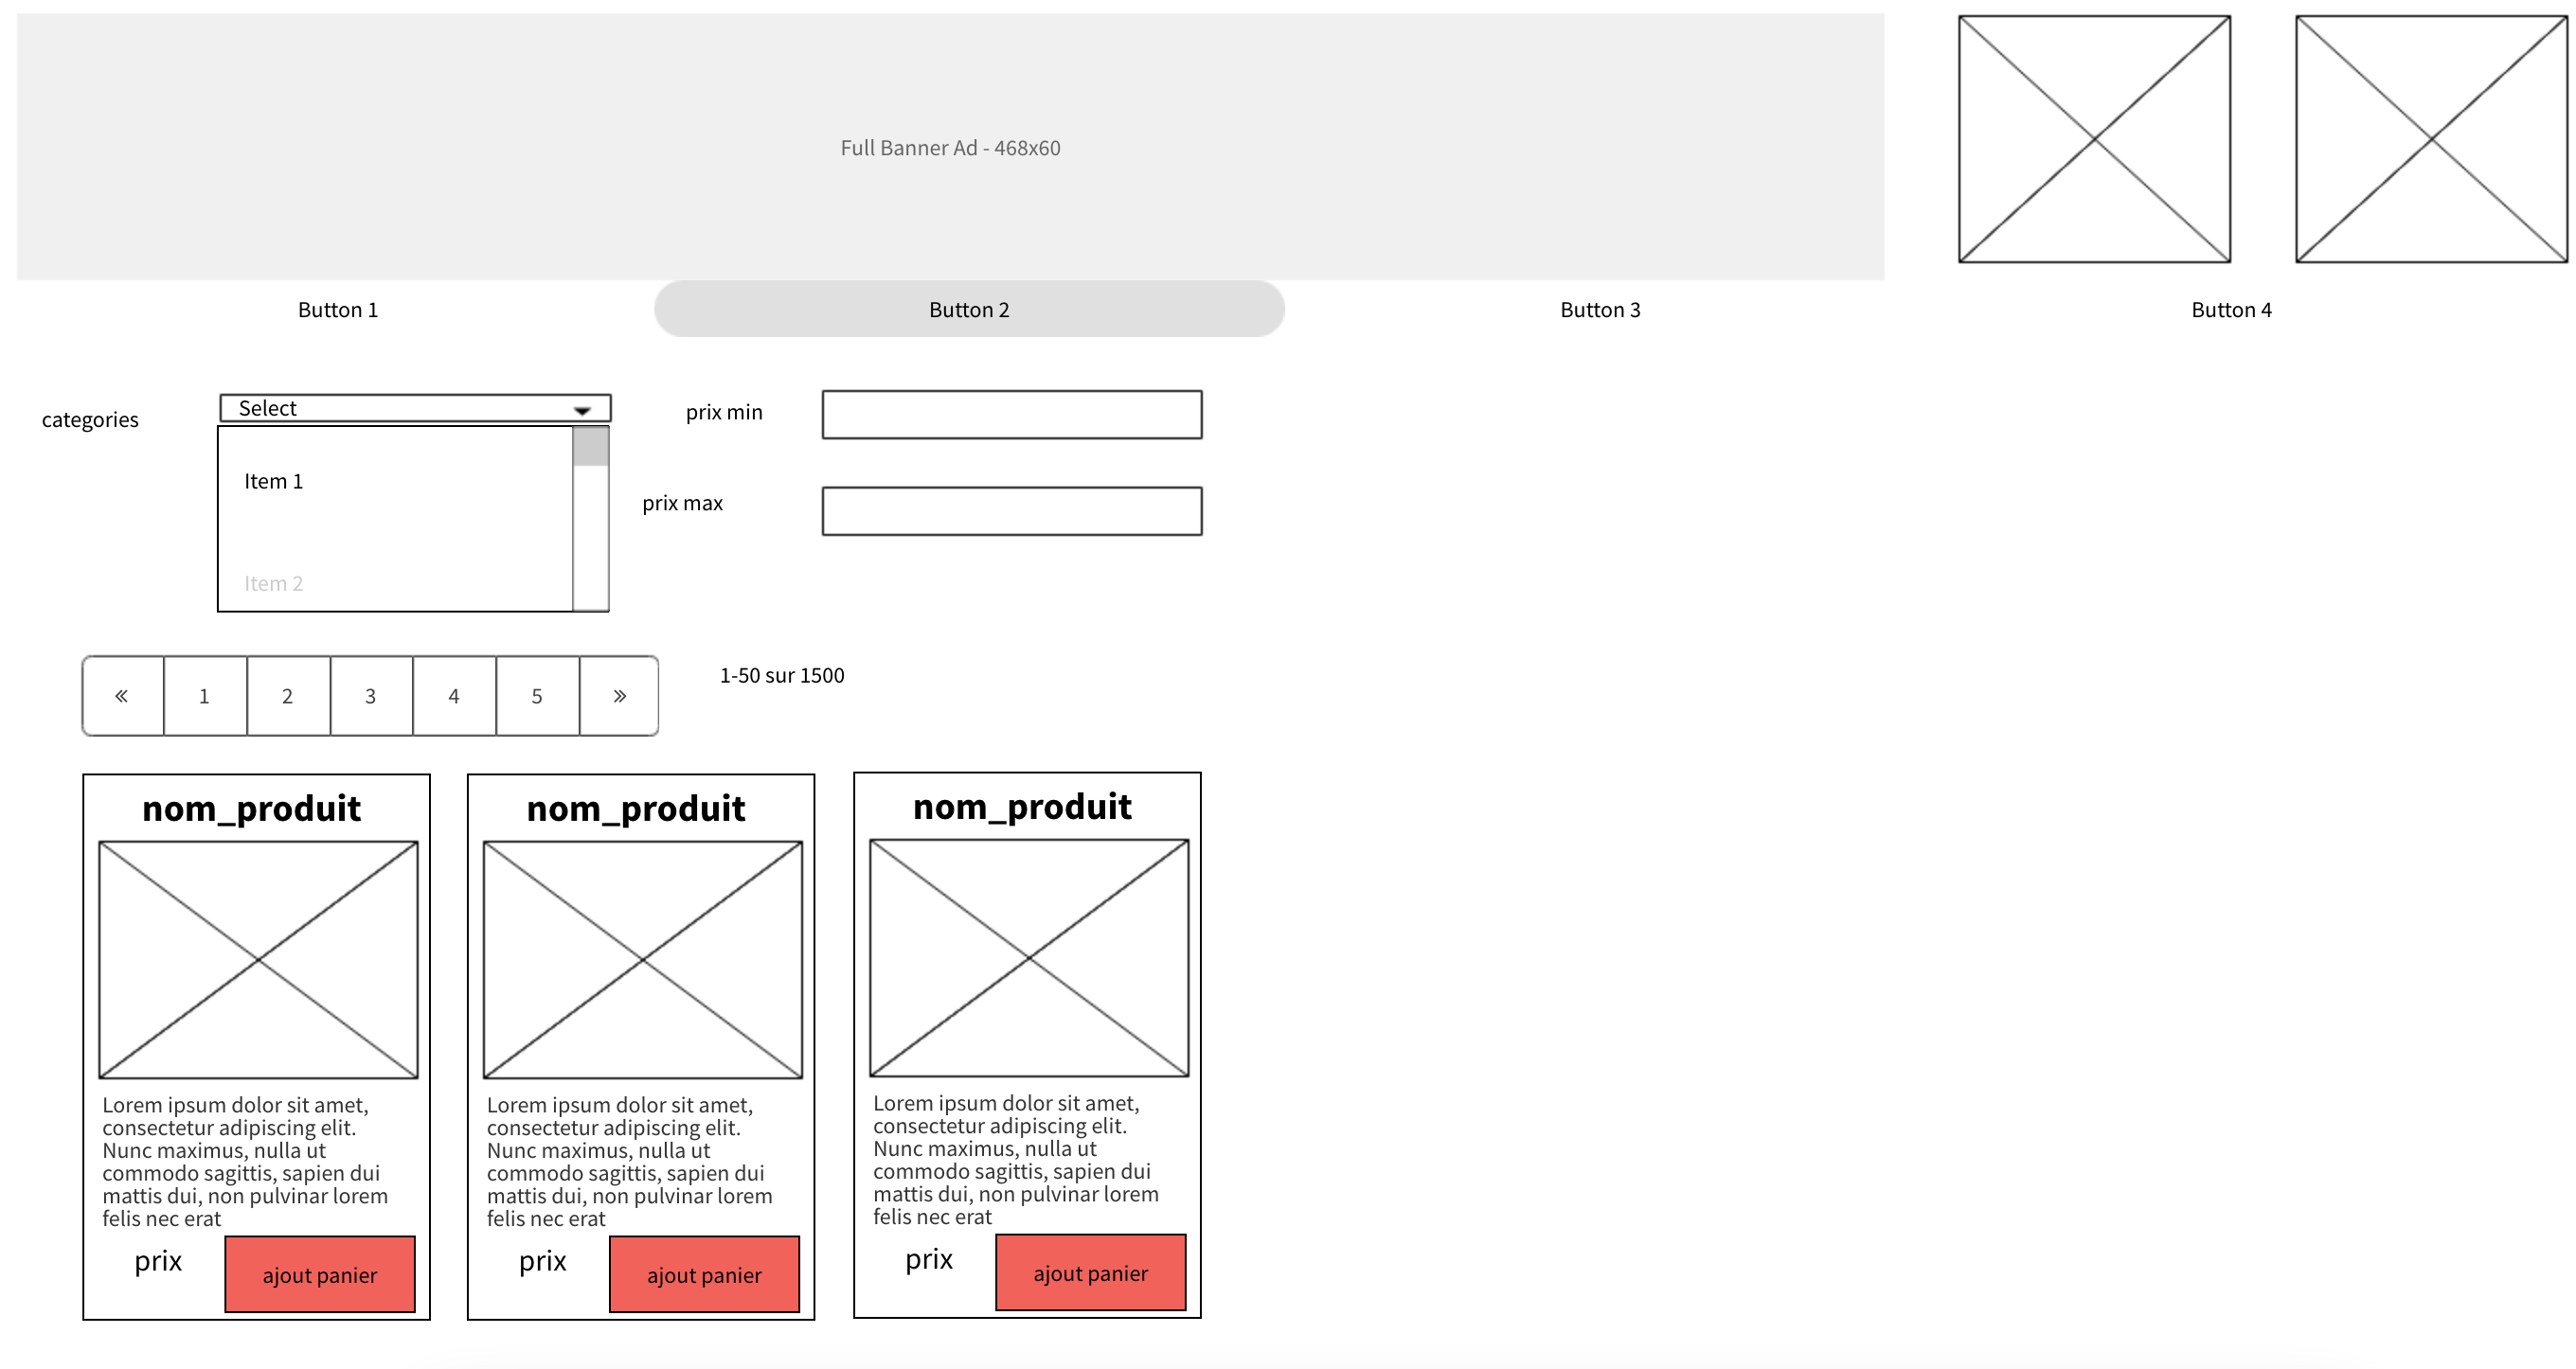 Full Banner Ad - 468x60
Button 1
Button 2
Button 3
Button 4
categories
Select
Item 1
Item 2
prix min
prix max
« 1 2 3 4 5 »
1-50 sur 1500
nom_produit
Lorem ipsum dolor sit amet,
consectetur adipiscing elit.
Nunc maximus, nulla ut
commodo sagittis, sapien dui
mattis dui, non pulvinar lorem
felis nec erat
prix
ajout panier
nom_produit
Lorem ipsum dolor sit amet,
consectetur adipiscing elit.
Nunc maximus, nulla ut
commodo sagittis, sapien dui
mattis dui, non pulvinar lorem
felis nec erat
prix
ajout panier
nom_produit
Lorem ipsum dolor sit amet,
consectetur adipiscing elit.
Nunc maximus, nulla ut
commodo sagittis, sapien dui
mattis dui, non pulvinar lorem
felis nec erat
prix
ajout panier